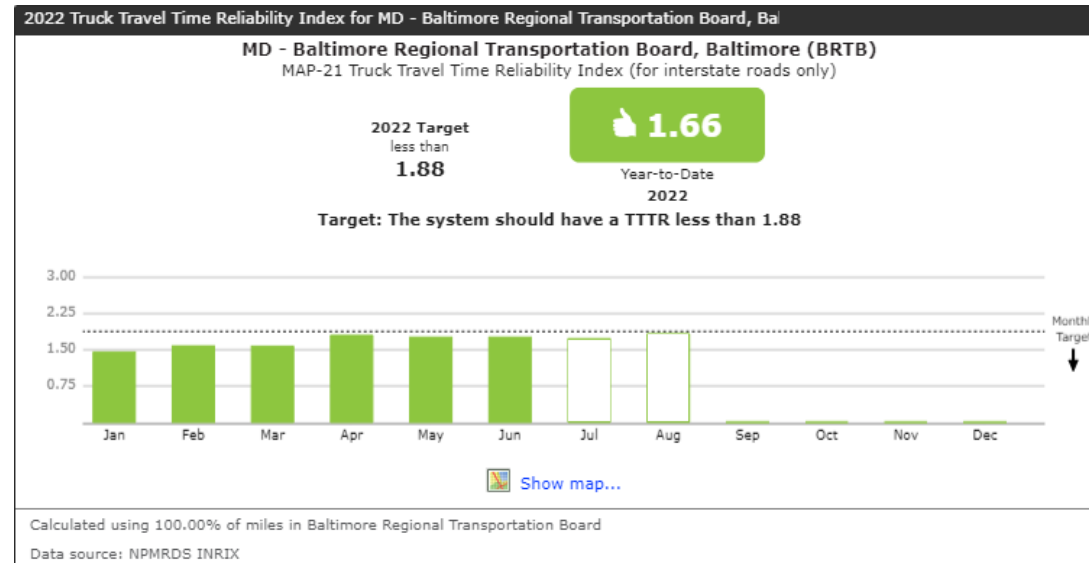 2022 Truck Travel Time Reliability Index for MD - Baltimore Regional Transportation Board, Bal
MD - Baltimore Regional Transportation Board, Baltimore (BRTB)
MAP-21 Truck Travel Time Reliability Index (for interstate roads only)
2022 Target
less than
1.88
1.66
Year-to-Date
2022
Target: The system should have a TTTR less than 1.88
3.00
2.25
1.50
0.75
Monthl
Target
Jan Feb Mar Apr May Jun Jul Aug Sep Oct Nov Dec
Show map...
Calculated using 100.00% of miles in Baltimore Regional Transportation Board
Data source: NPMRDS INRIX